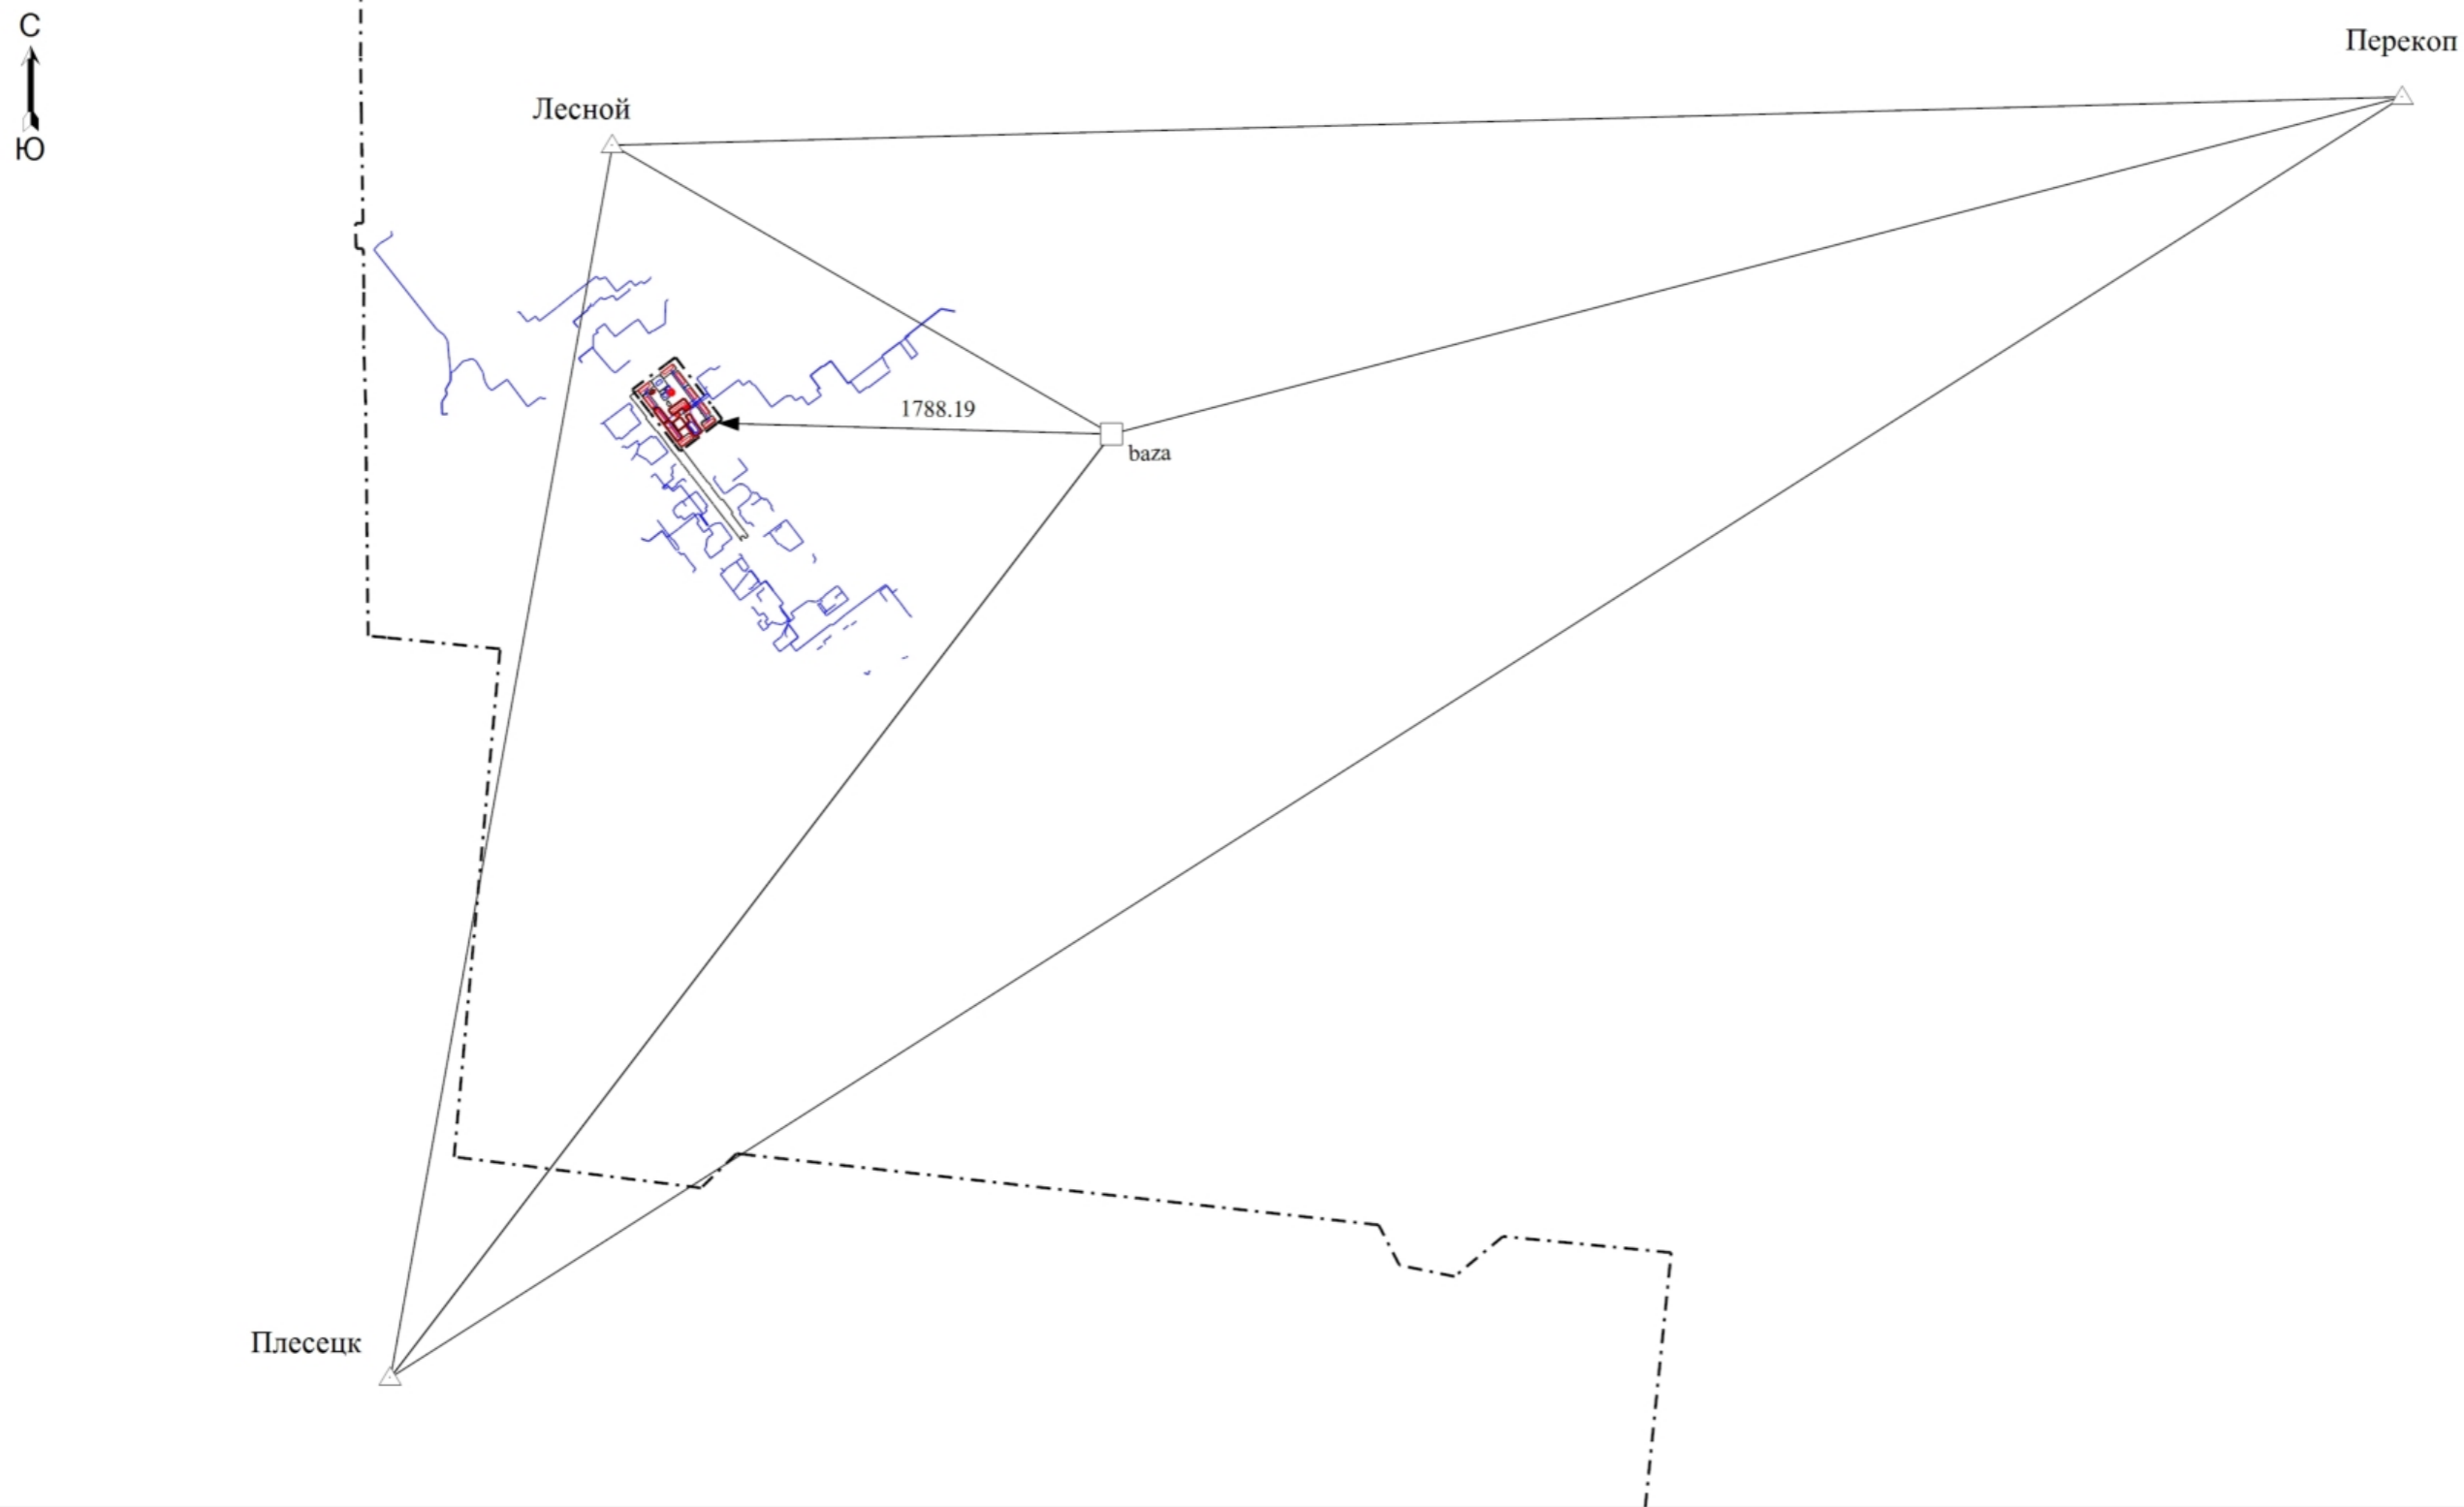 С
Ю
Перекоп
Лесной
1788.19
baza
Плесецк